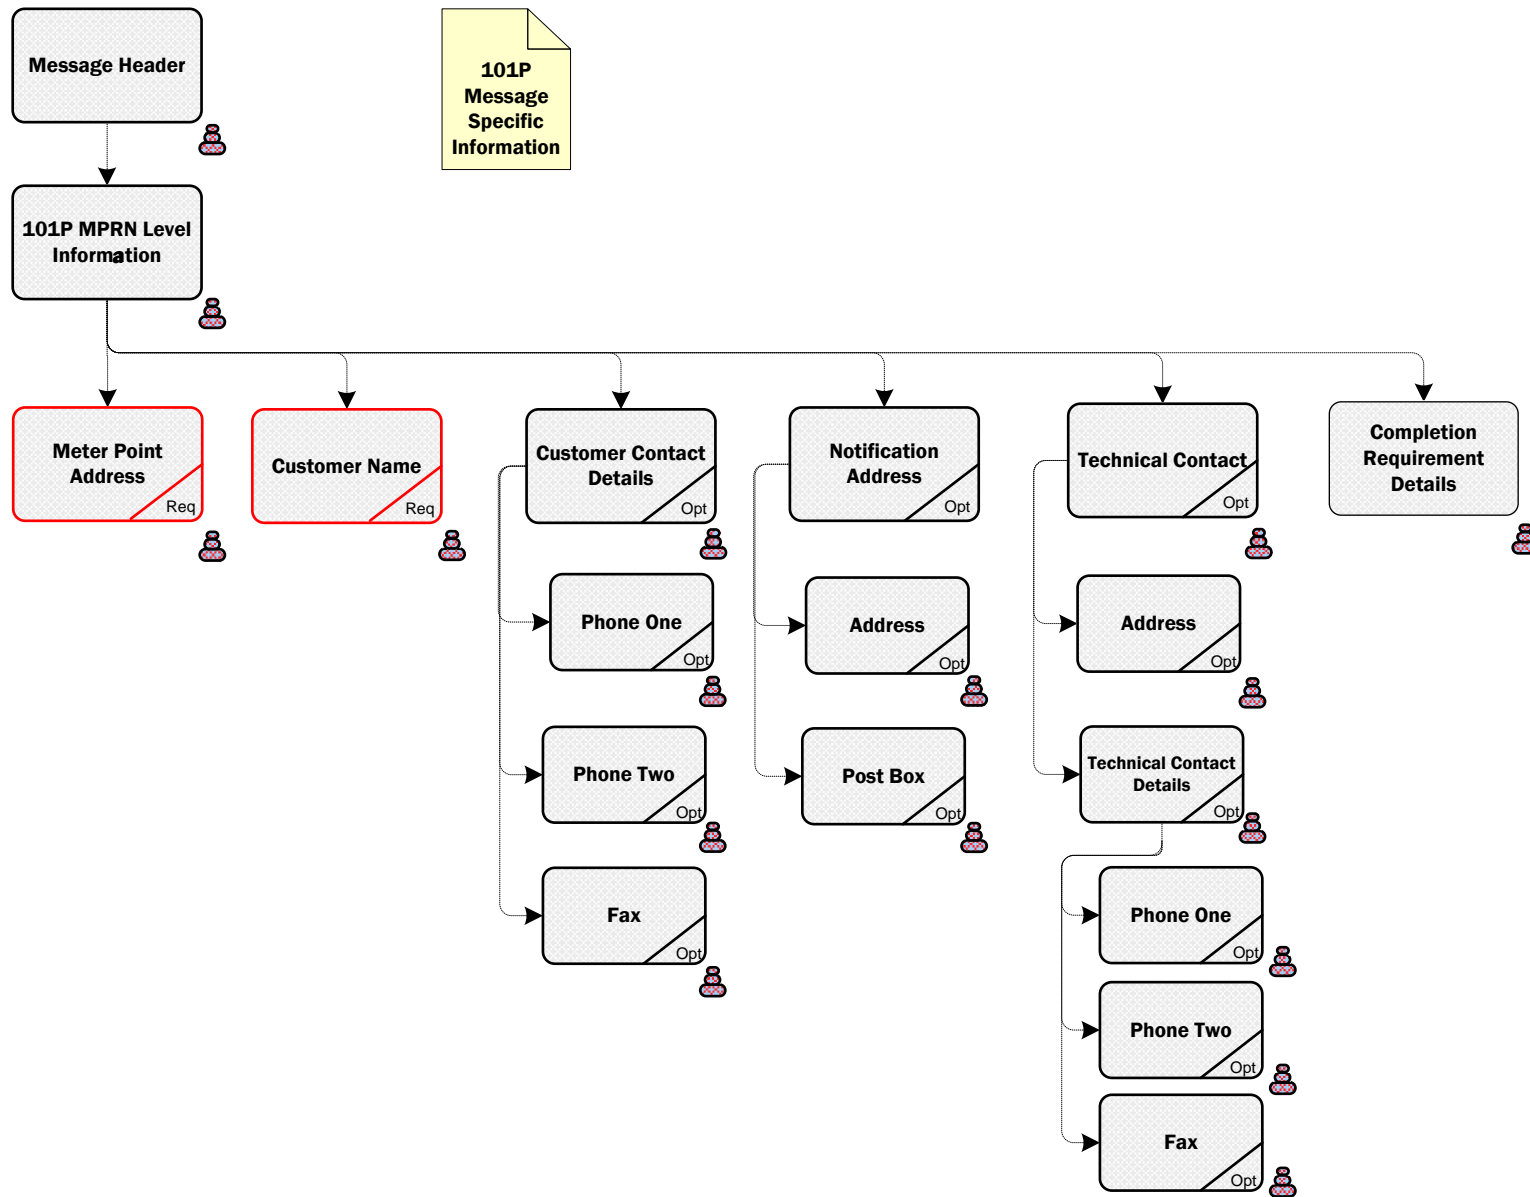 Message Header
101P
Message
Specific
Information
101P MPRN Level
Information
Meter Point
Address
Req
Customer Name
Req
Customer Contact
Details
Opt
Notification
Address
Opt
Technical Contact
Opt
Completion
Requirement
Details
Phone One
Opt
Address
Opt
Address
Opt
Phone Two
Opt
Post Box
Opt
Technical Contact
Details
Opt
Fax
Opt
Phone One
Opt
Phone Two
Opt
Fax
Opt